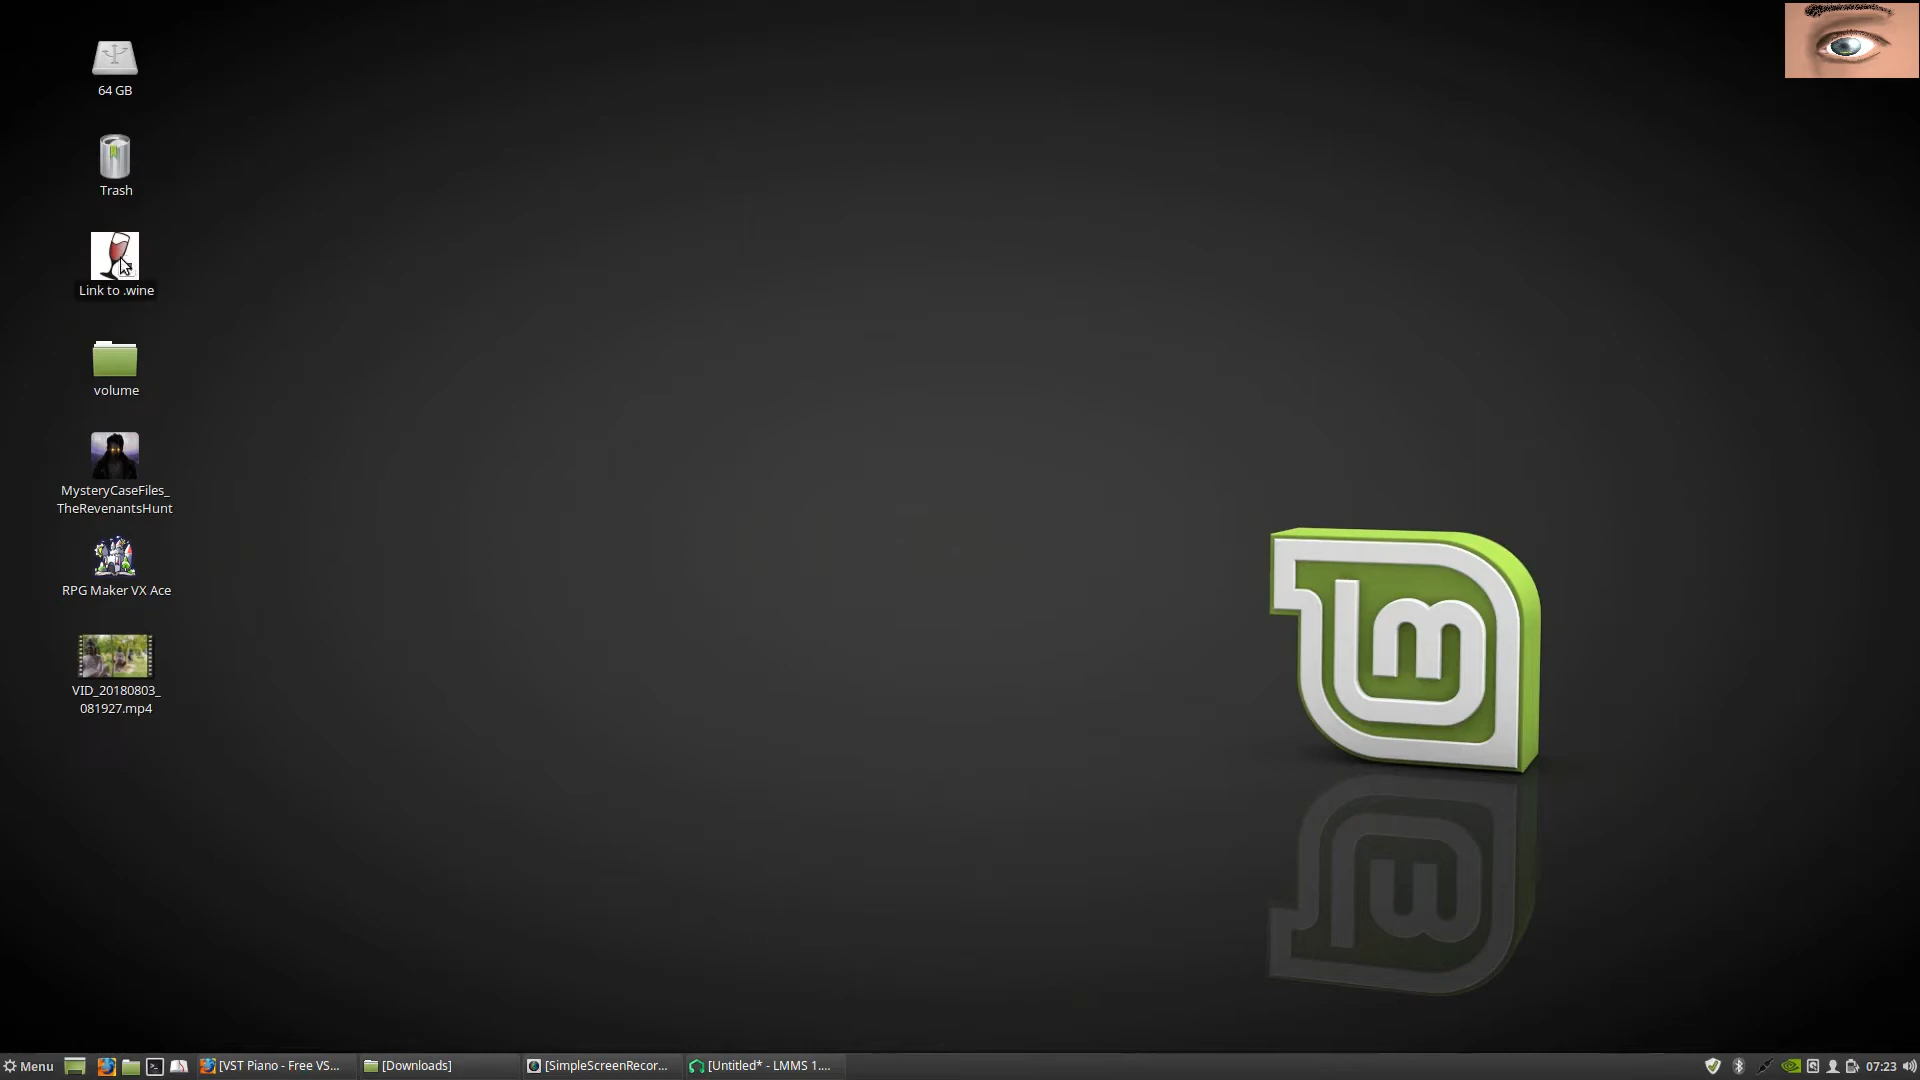 64 GB
Trash
Link to .wine
volume
MysteryCaseFiles_
TheRevenantsHunt
RPG Maker VX Ace
VID_20180803_
081927.mp4
lm
Menu
[VST Piano - Free VS...
[Downloads]
[SimpleScreenRecor...
[Untitled* - LMMS 1....
07:23